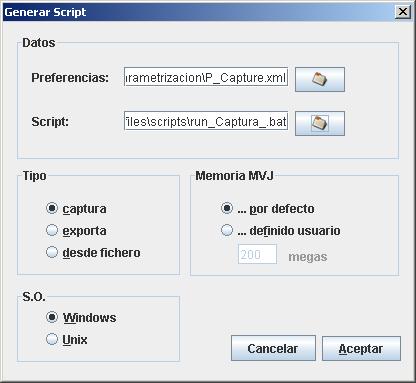 Generar Script
Datos
Preferencias: ırametrizacion\P_Capture.xml
Script: files\scripts\run_Captura_.bat
Tipo
captura
exporta
desde fichero
Memoria MVJ
... por defecto
... definido usuario
200 megas
S.O.
Windows
Unix
Cancelar Aceptar